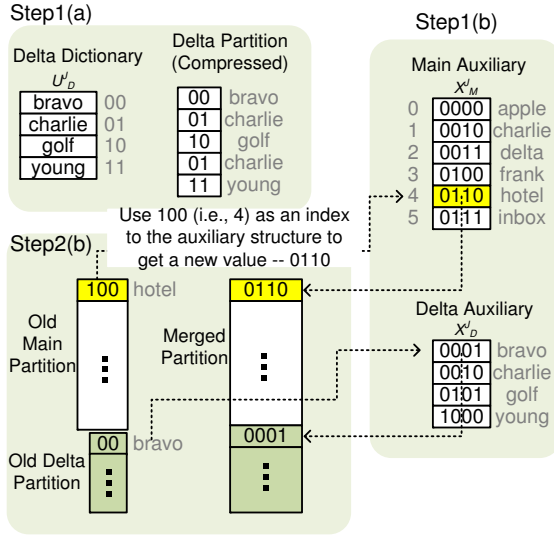 Step1(a)
Delta Dictionary
U^J_D
bravo 00
charlie 01
golf 10
young 11
Delta Partition
(Compressed)
00 bravo
01 charlie
10 golf
01 charlie
11 young
Step1(b)
Main Auxiliary
X^J_M
0 0000 apple
1 0010 charlie
2 0011 delta
3 0100 frank
4 0110 hotel
5 0111 inbox
Use 100 (i.e., 4) as an index
to the auxiliary structure to
get a new value -- 0110
Step2(b)
100 hotel
Old
Main
Partition
0110
Merged
Partition
00 bravo
Old Delta
Partition
0001
Delta Auxiliary
X^J_D
0001 bravo
0010 charlie
0101 golf
1000 young